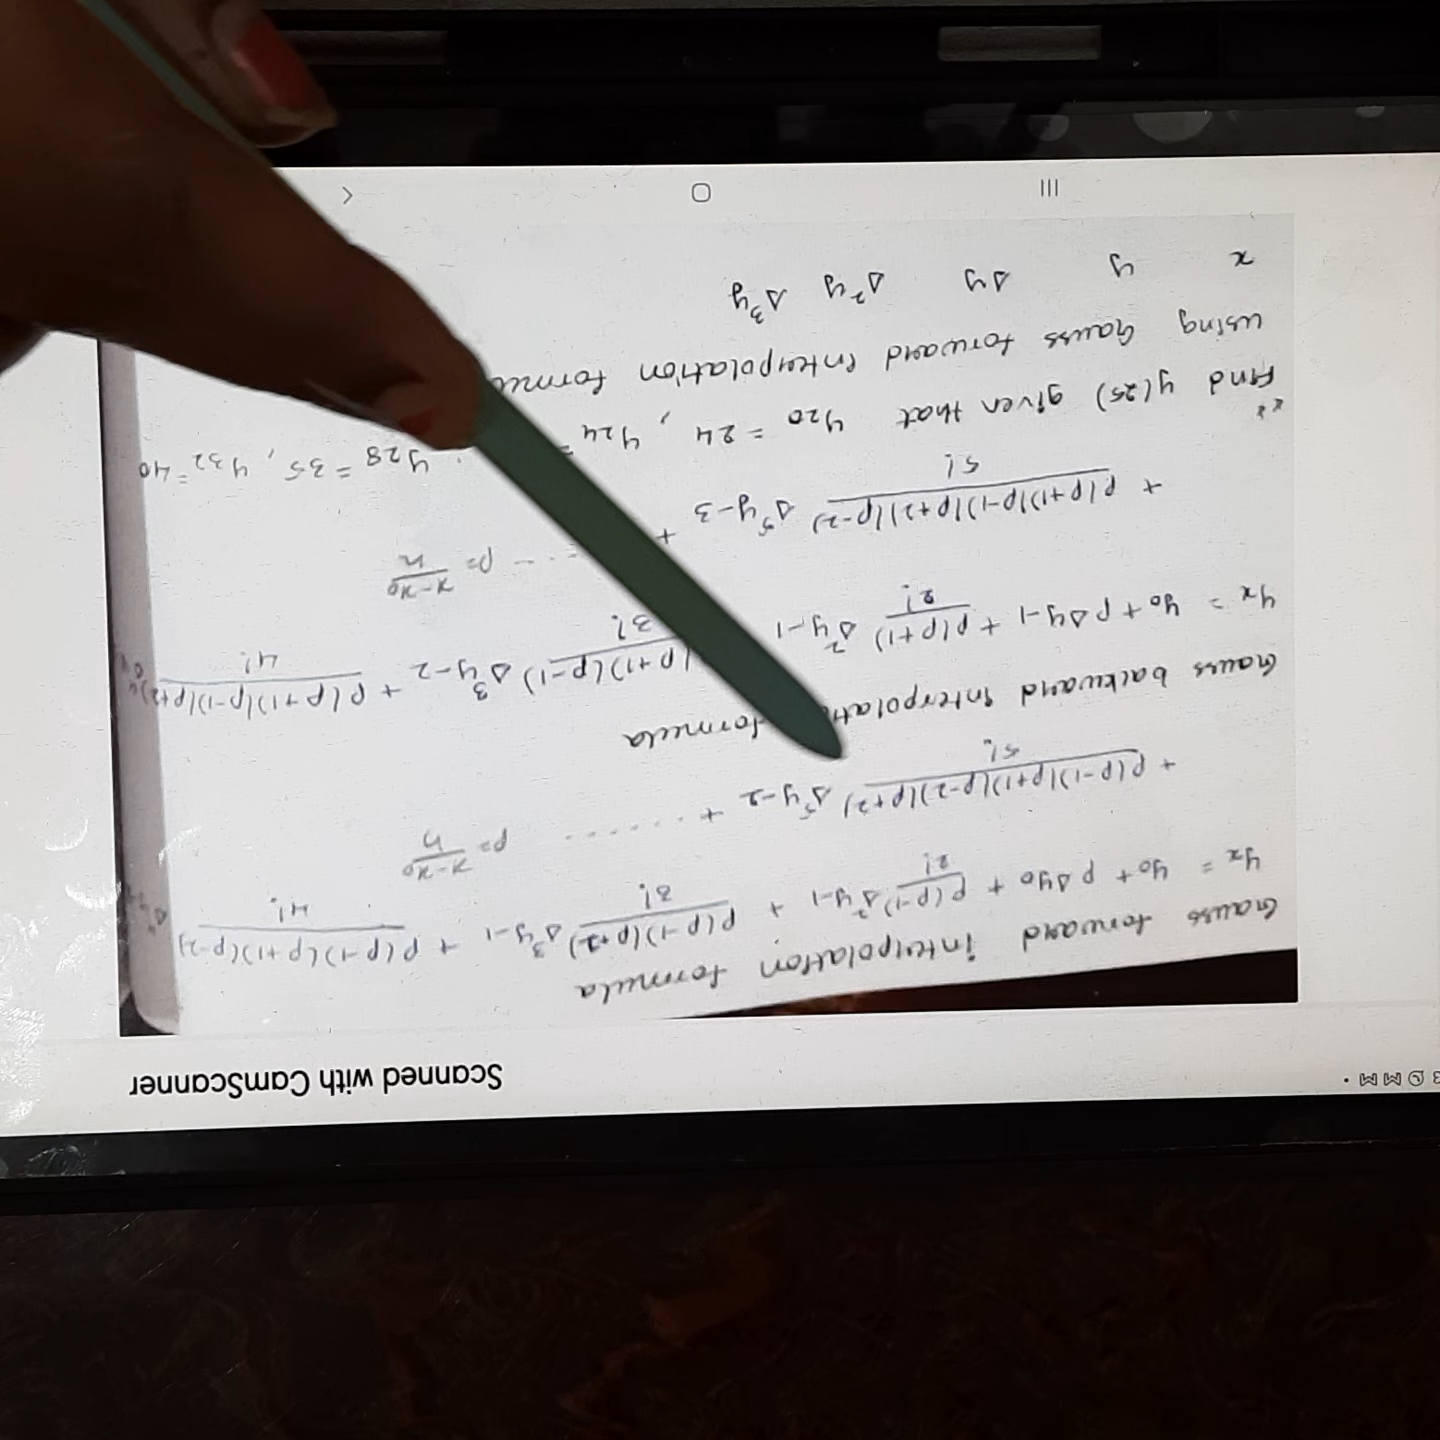 Scanned with CamScanner
Gauss forward interpolation formula
yx = y0 + pΔy0 + p(p-1)/2! Δ²y-1 + p(p-1)(p+1)/3! Δ³y-1 + p(p-1)(p+1)(p-2)/4!
+ p(p-1)(p+1)(p-2)(p+2)/5! Δ⁵y-2 + ....... p = x-x0/h
Gauss backward interpolation formula
yx = y0 + pΔy-1 + p(p+1)/2! Δ²y-1 (p+1)(p-1)/3! Δ³y-2 + p(p+1)(p-1)(p+2)/4!
+ p(p+1)(p-1)(p+2)(p-2)/5! Δ⁵y-3 + ... p = x-x0/h
** Find y(25) given that y20 = 24, y24 = y28 = 35, y32 = 40
using Gauss forward interpolation
x y Δy Δ²y Δ³y